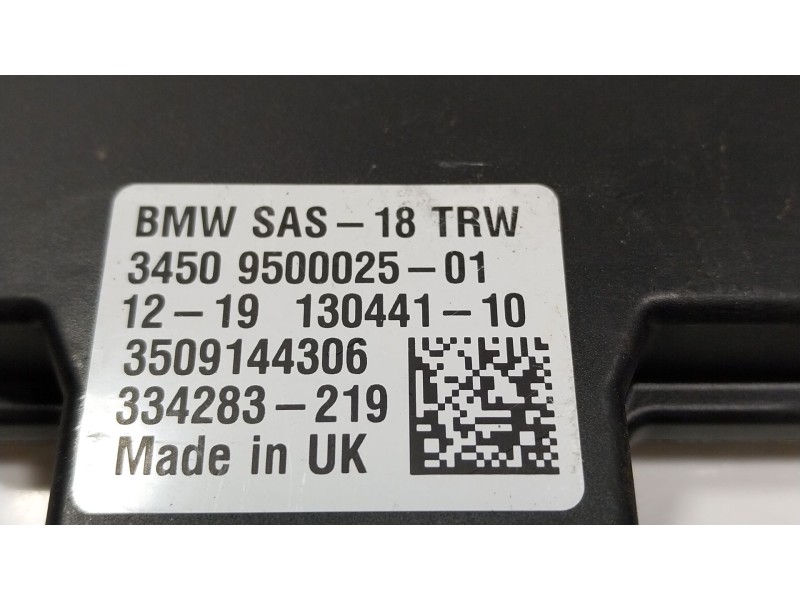 BMW SAS-18 TRW
3450 9500025-01
12-19 130441-10
3509144306
334283-219
Made in UK